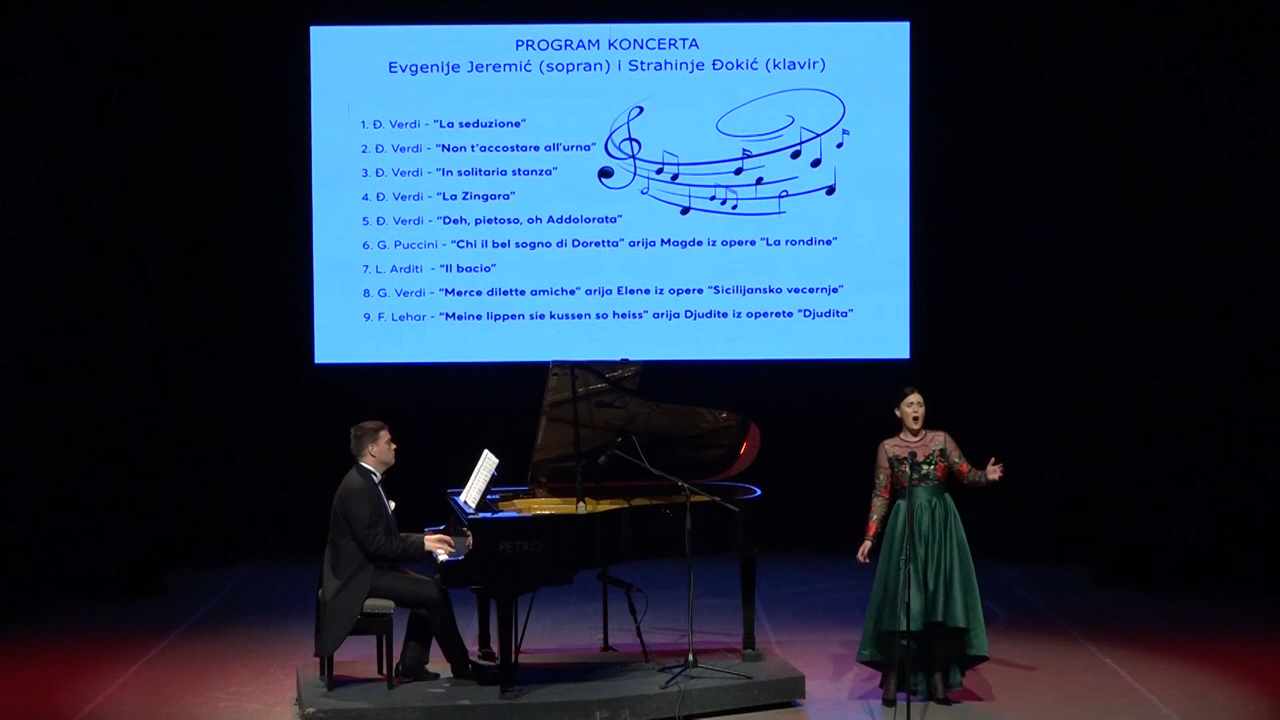 PROGRAM KONCERTA
Evgenije Jeremić (sopran) i Strahinje Đokić (klavir)
1. Đ. Verdi - "La seduzione"
2. Đ. Verdi - "Non t'accostare all'urna"
3. Đ. Verdi - "In solitaria stanza"
4. Đ. Verdi - "La Zingara"
5. Đ. Verdi - "Deh, pietoso, oh Addolorata"
6. G. Puccini - "Chi il bel sogno di Doretta" arija Magde iz opere "La rondine"
7. L. Arditi - "Il bacio"
8. G. Verdi - "Merce dilette amiche" arija Elene iz opere "Sicilijansko vecernje"
9. F. Lehar - "Meine lippen sie kussen so heiss" arija Djudite iz operete "Djudita"